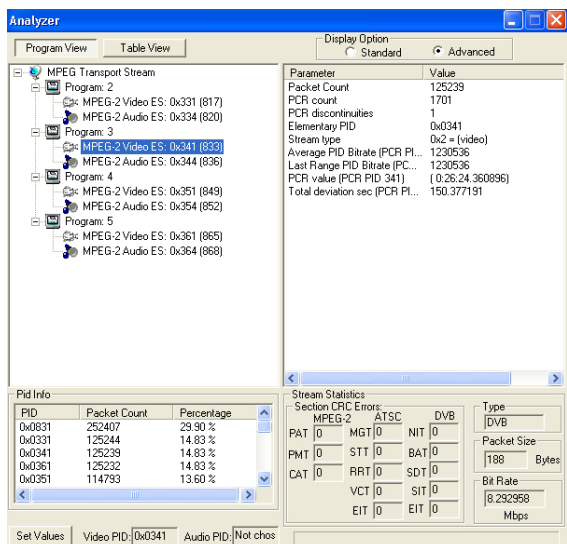 Analyzer
Program View Table View Display Option
Standard Advanced
MPEG Transport Stream
Program: 2
MPEG-2 Video ES: 0x331 (817)
MPEG-2 Audio ES: 0x334 (820)
Program: 3
MPEG-2 Video ES: 0x341 (833)
MPEG-2 Audio ES: 0x344 (836)
Program: 4
MPEG-2 Video ES: 0x351 (849)
MPEG-2 Audio ES: 0x354 (852)
Program: 5
MPEG-2 Video ES: 0x361 (865)
MPEG-2 Audio ES: 0x364 (868)
Parameter Value
Packet Count 125239
PCR count 1701
PCR discontinuities 1
Elementary PID 0x0341
Stream type 0x2 = (video)
Average PID Bitrate (PCR PI... 1230536
Last Range PID Bitrate (PC... 1230536
PCR value (PCR PID 341) ( 0:26:24.360896)
Total deviation sec (PCR PI... 150.377191
Pid Info
PID Packet Count Percentage
0x0831 252407 29.90 %
0x0331 125244 14.83 %
0x0341 125239 14.83 %
0x0361 125232 14.83 %
0x0351 114793 13.60 %
Stream Statistics
Section CRC Errors:
MPEG-2 ATSC DVB
PAT 0 MGT 0 NIT 0
PMT 0 STT 0 BAT 0
CAT 0 RRT 0 SDT 0
VCT 0 SIT 0
EIT 0 EIT 0
Type
DVB
Packet Size
188 Bytes
Bit Rate
8.292958
Mbps
Set Values Video PID: 0x0341 Audio PID: Not chos